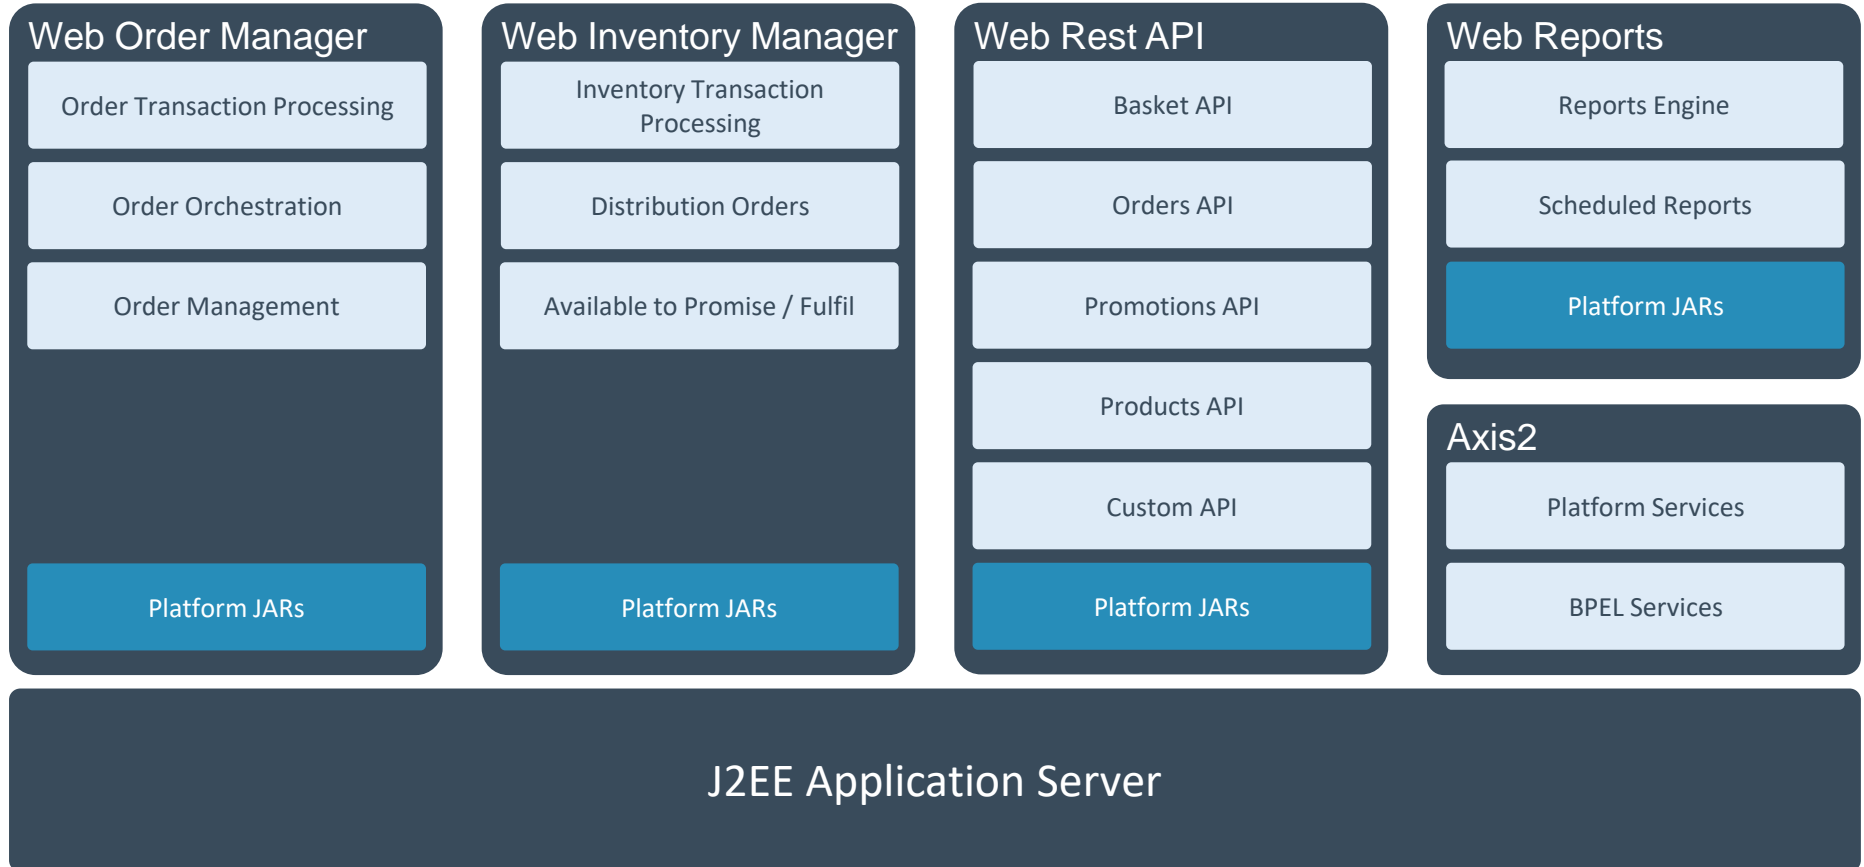 Web Order Manager
Order Transaction Processing
Order Orchestration
Order Management
Platform JARs
Web Inventory Manager
Inventory Transaction
Processing
Distribution Orders
Available to Promise / Fulfil
Platform JARs
Web Rest API
Basket API
Orders API
Promotions API
Products API
Custom API
Platform JARs
Web Reports
Reports Engine
Scheduled Reports
Platform JARs
Axis2
Platform Services
BPEL Services
J2EE Application Server